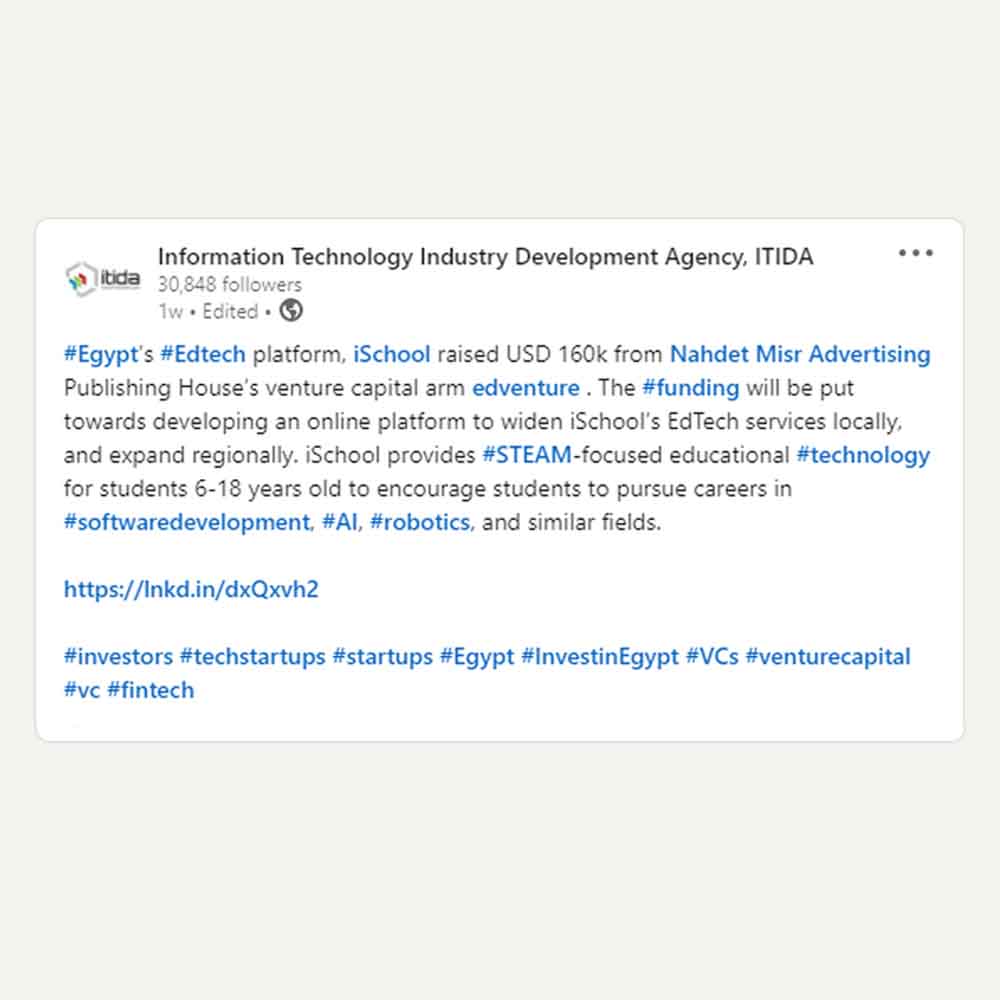 Information Technology Industry Development Agency, ITIDA
itida
30,848 followers
1w • Edited •
#Egypt's #Edtech platform, iSchool raised USD 160k from Nahdet Misr Advertising
Publishing House's venture capital arm edventure . The #funding will be put
towards developing an online platform to widen iSchool's EdTech services locally,
and expand regionally. iSchool provides #STEAM-focused educational #technology
for students 6-18 years old to encourage students to pursue careers in
#softwaredevelopment, #AI, #robotics, and similar fields.
https://lnkd.in/dxQxvh2
#investors #techstartups #startups #Egypt #InvestinEgypt #VCs #venturecapital
#vc #fintech